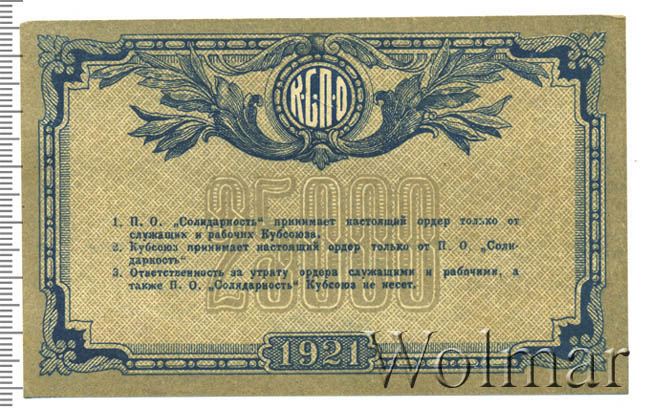 К·С·П·О
25000
1. П. О. „Солидарность" принимает настоящий ордер только от
служащих и рабочих Кубсоюза.
2. Кубсоюз принимает настоящий ордер только от П. О. „Соли-
дарность"
3. Ответственность за утрату ордера служащими и рабочими, а
также П. О. „Солидарность" Кубсоюз не несет.
25000
1921
Wolmar